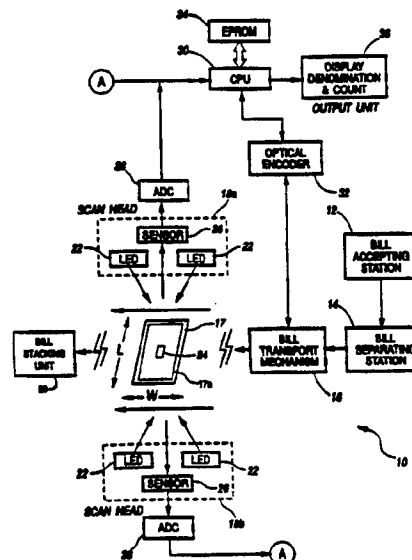 34
EPROM
30
36
A
CPU
DISPLAY
DENOMINATION
& COUNT
OUTPUT UNIT
OPTICAL
ENCODER
32
28
ADC
SCAN HEAD
18a
12
22
SENSOR
26
22
LED
LED
BILL
ACCEPTING
STATION
17
14
BILL
STACKING
UNIT
20
L
24
BILL
TRANSPORT
MECHANISM
BILL
SEPARATING
STATION
17a
16
W
10
22
LED
LED
22
SENSOR
26
SCAN HEAD
18b
ADC
28
A